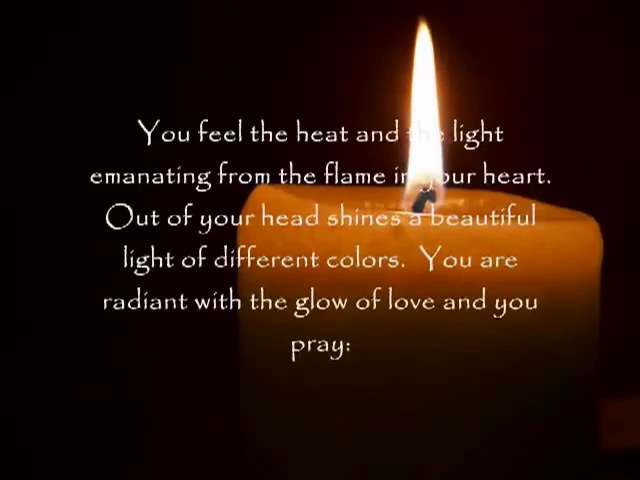 You feel the heat and the light
emanating from the flame in your heart.
Out of your head shines a beautiful
light of different colors. You are
radiant with the glow of love and you
pray: